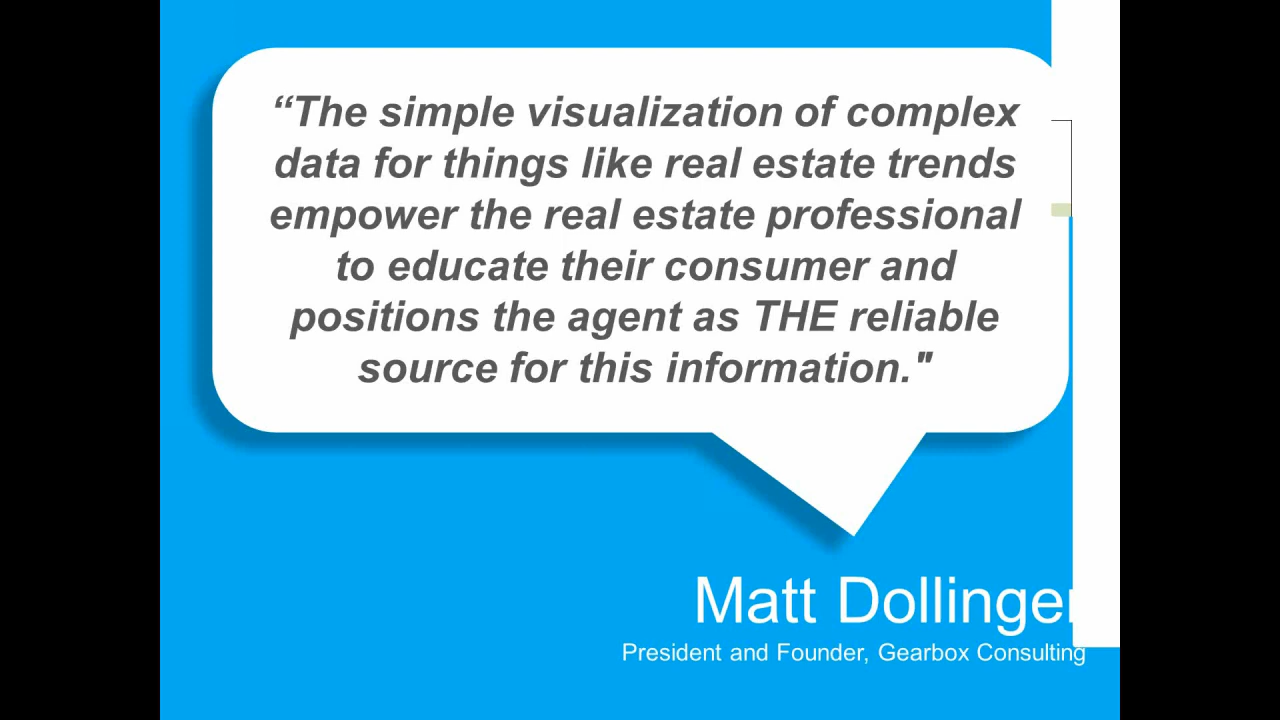 “The simple visualization of complex
data for things like real estate trends
empower the real estate professional
to educate their consumer and
positions the agent as THE reliable
source for this information."
Matt Dollinger
President and Founder, Gearbox Consulting